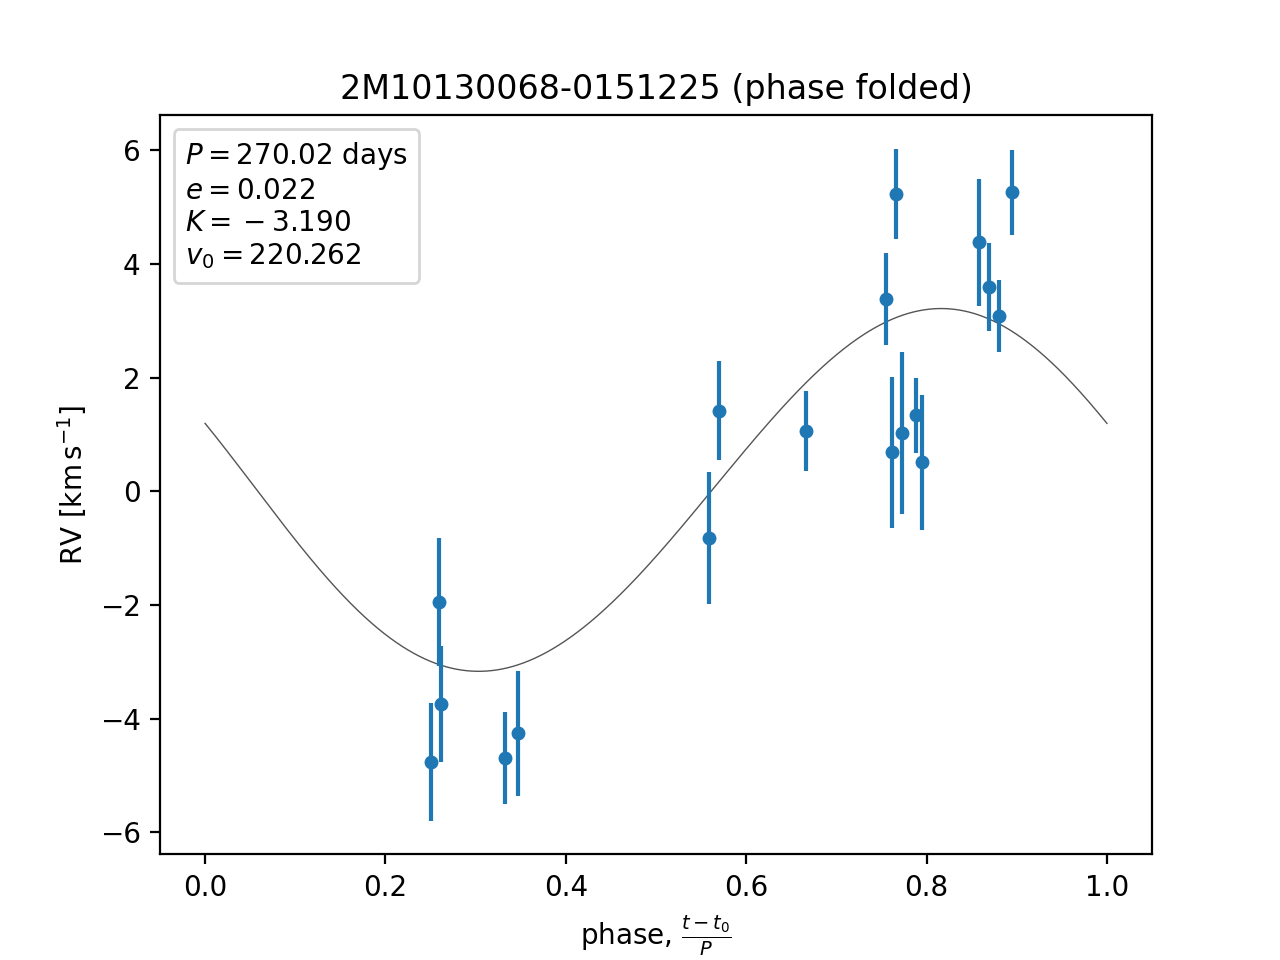 2M10130068-0151225 (phase folded)
P = 270.02 days
e = 0.022
K = −3.190
v₀ = 220.262
RV [km s⁻¹]
6
4
2
0
−2
−4
−6
0.0 0.2 0.4 0.6 0.8 1.0
phase, (t − t₀)/P